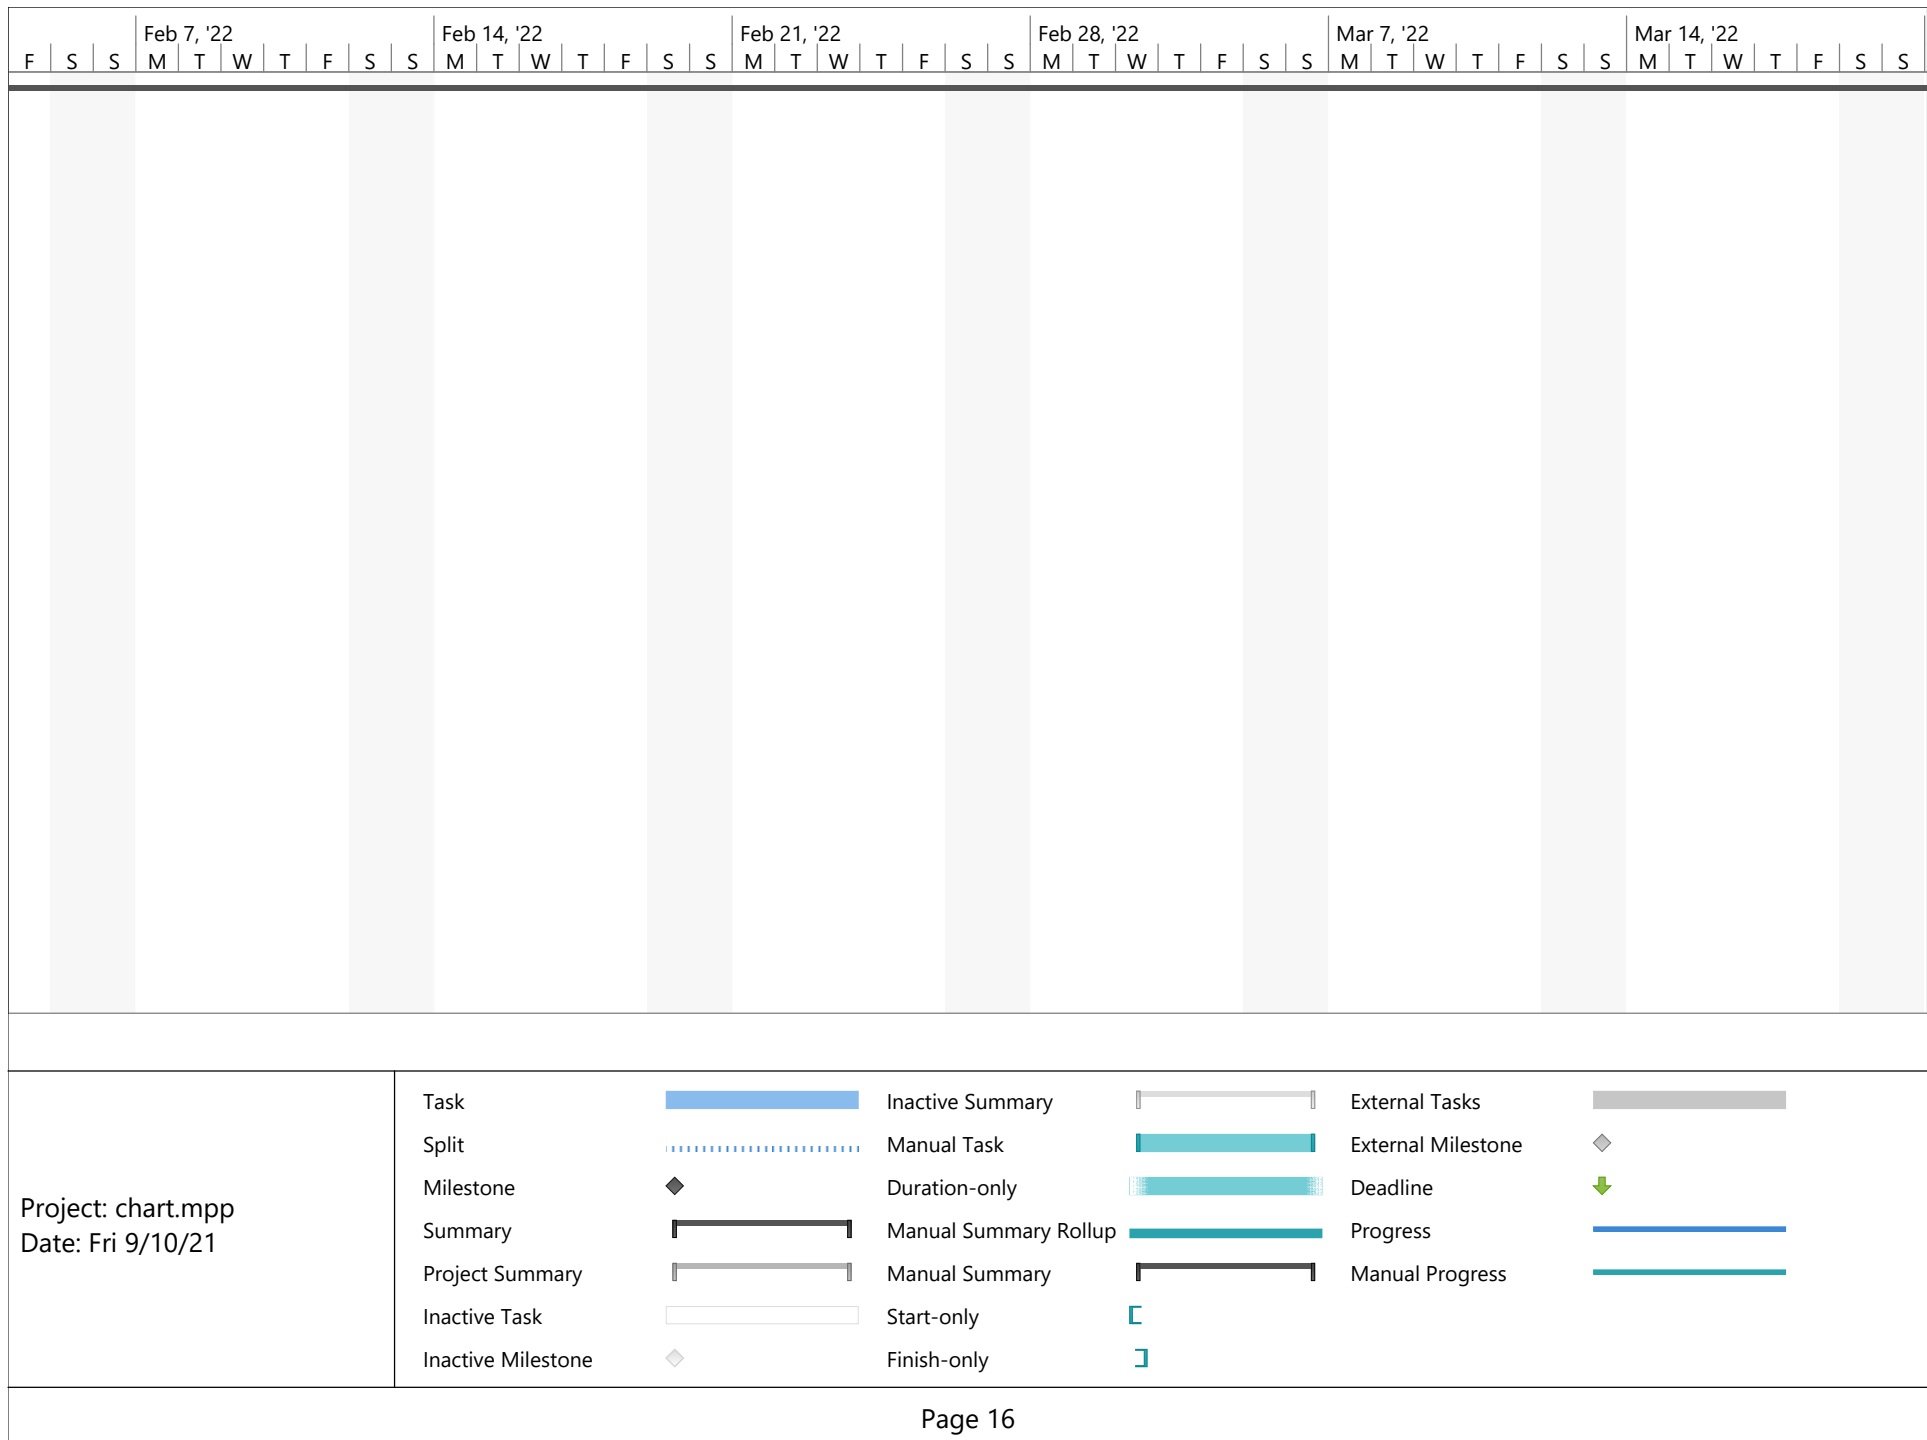 Feb 7, '22 Feb 14, '22 Feb 21, '22 Feb 28, '22 Mar 7, '22 Mar 14, '22
F S S M T W T F S S M T W T F S S M T W T F S S M T W T F S S M T W T F S S M T W T F S S
Project: chart.mpp
Date: Fri 9/10/21
Task
Split
Milestone
Summary
Project Summary
Inactive Task
Inactive Milestone
Inactive Summary
Manual Task
Duration-only
Manual Summary Rollup
Manual Summary
Start-only
Finish-only
External Tasks
External Milestone
Deadline
Progress
Manual Progress
Page 16